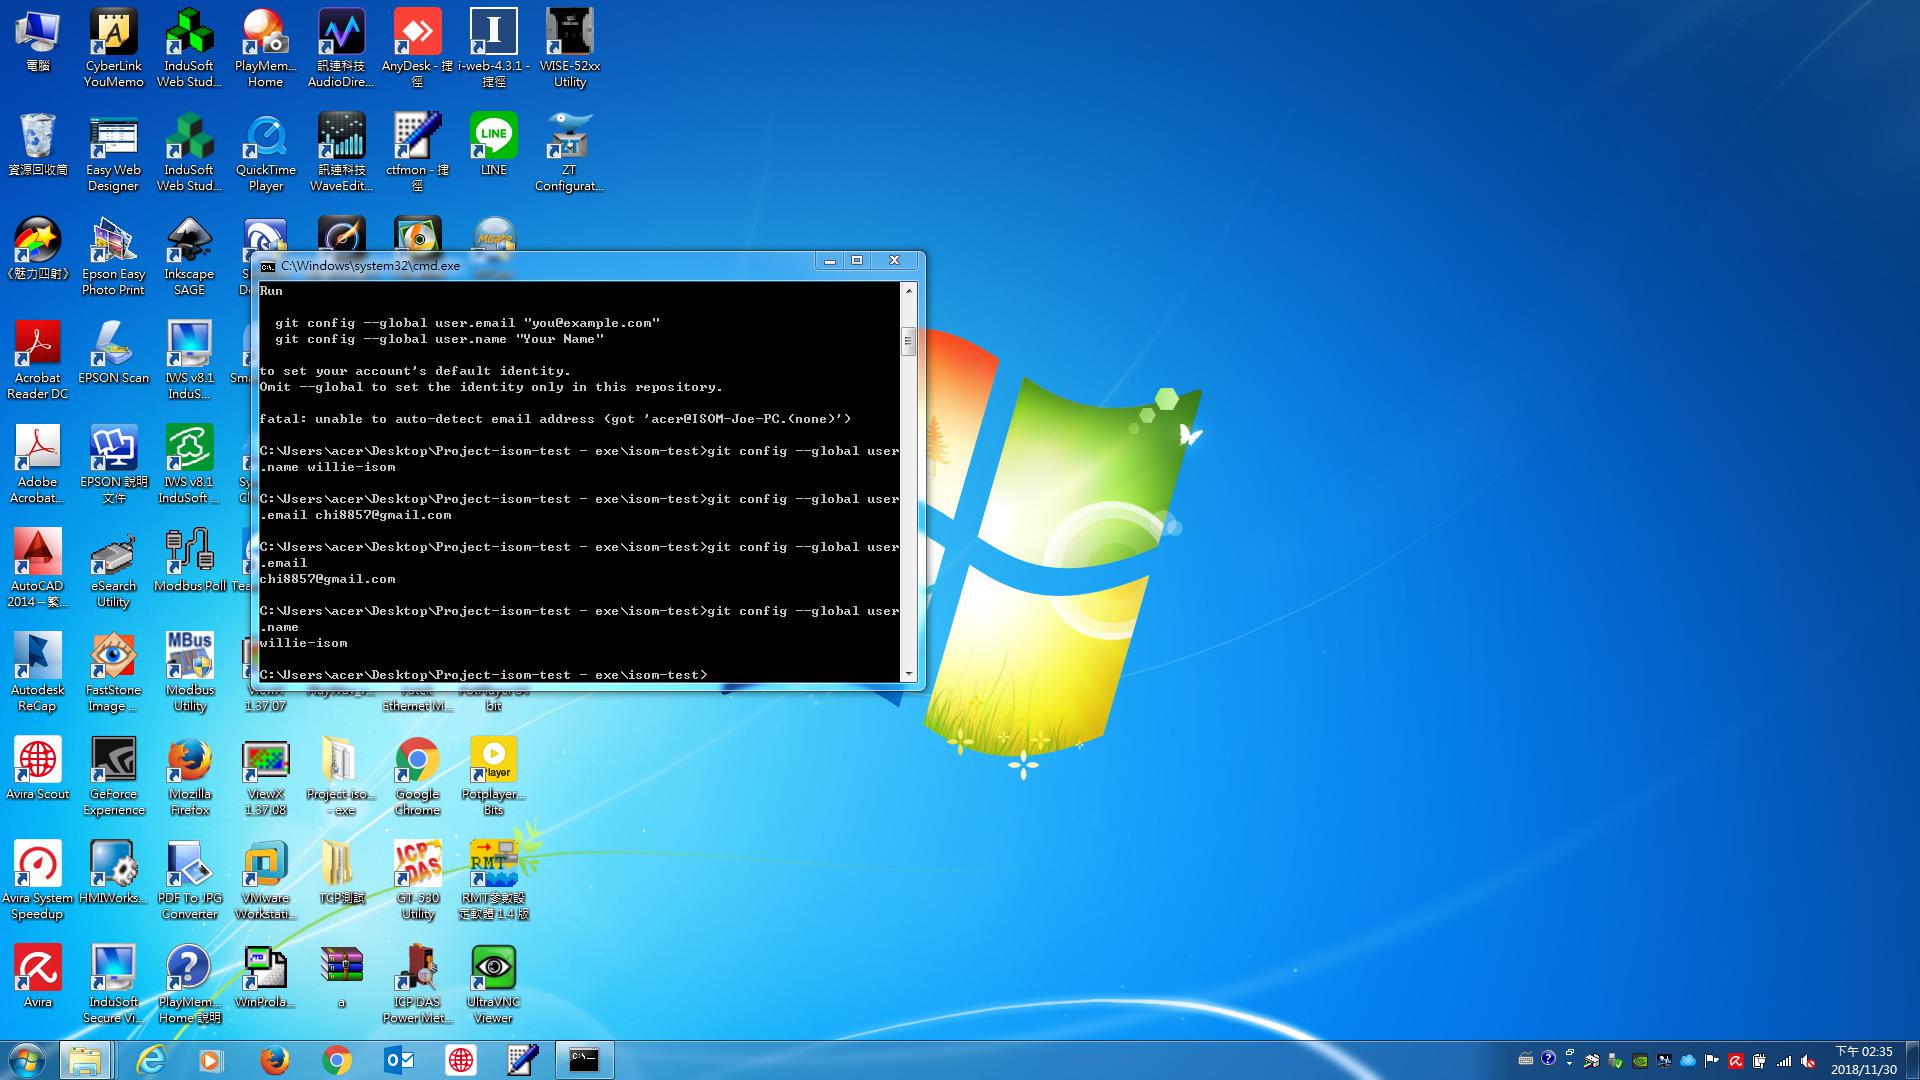 電腦
CyberLink
YouMemo
InduSoft
Web Stud...
PlayMem...
Home
訊連科技
AudioDire...
AnyDesk - 捷
徑
i-web-4.3.1 -
捷徑
WISE-52xx
Utility
資源回收筒
Easy Web
Designer
InduSoft
Web Stud...
QuickTime
Player
訊連科技
WaveEdit...
ctfmon - 捷
徑
LINE
ZT
Configurat...
《魅力四射》
Epson Easy
Photo Print
Inkscape
SAGE
C:\Windows\system32\cmd.exe
Run
git config --global user.email "you@example.com"
git config --global user.name "Your Name"
to set your account's default identity.
Omit --global to set the identity only in this repository.
fatal: unable to auto-detect email address (got 'acer@ISOM-Joe-PC.(none)')
C:\Users\acer\Desktop\Project-isom-test - exe\isom-test>git config --global user
.name willie-isom
C:\Users\acer\Desktop\Project-isom-test - exe\isom-test>git config --global user
.email chi8857@gmail.com
C:\Users\acer\Desktop\Project-isom-test - exe\isom-test>git config --global user
.email
chi8857@gmail.com
C:\Users\acer\Desktop\Project-isom-test - exe\isom-test>git config --global user
.name
willie-isom
C:\Users\acer\Desktop\Project-isom-test - exe\isom-test>
Acrobat
Reader DC
EPSON Scan
IWS v8.1
InduS...
Adobe
Acrobat...
EPSON 說明
文件
IWS v8.1
InduSoft ...
AutoCAD
2014 – 繁...
eSearch
Utility
Modbus Poll
Autodesk
ReCap
FastStone
Image ...
MBus
Modbus
Utility
ViewX
1.37.07
Ethernet M...
bit
Avira Scout
GeForce
Experience
Mozilla
Firefox
ViewX
1.37.08
Project-iso...
- exe
Google
Chrome
Player
Potplayer...
Bits
Avira System
Speedup
HMIWorks...
PDF To JPG
Converter
VMware
Workstati...
TCP測試
ICP
DAS
GT-530
Utility
RMT
RMT參數設
定軟體 1.4 版
Avira
InduSoft
Secure Vi...
PlayMem...
Home 說明
WinProla...
a
ICP DAS
Power Met...
UltraVNC
Viewer
下午 02:35
2018/11/30